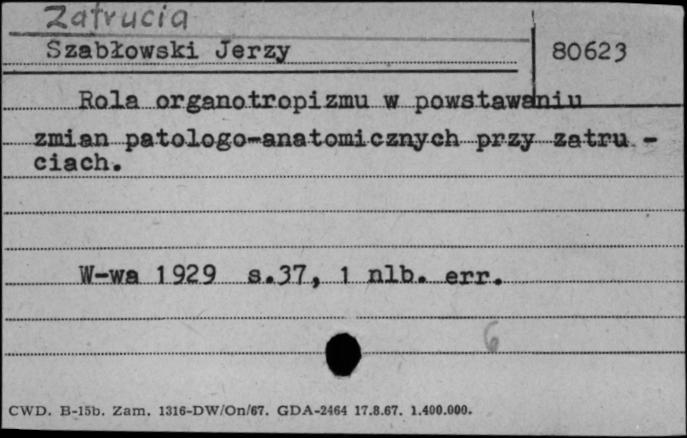 Zatrucia
Szabłowski Jerzy 80623
Rola organotropizmu w powstawaniu
zmian patologo-anatomicznych przy zatru -
ciach.
W-wa 1929 s.37, 1 nlb. err.
6
CWD. B-15b. Zam. 1316-DW/On/67. GDA-2464 17.8.67. 1.400.000.